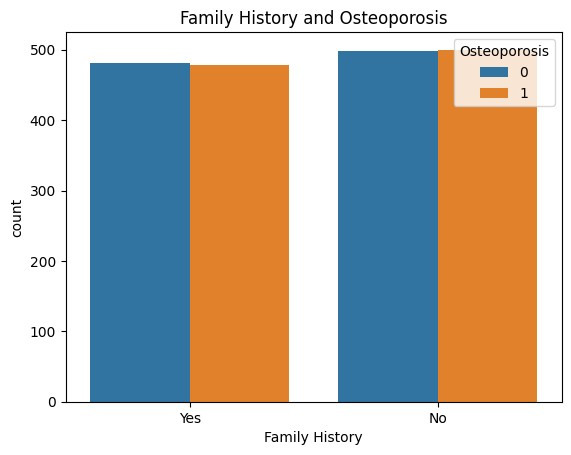 Family History and Osteoporosis
Osteoporosis
0
1
500
400
300
200
100
0
count
Yes No
Family History